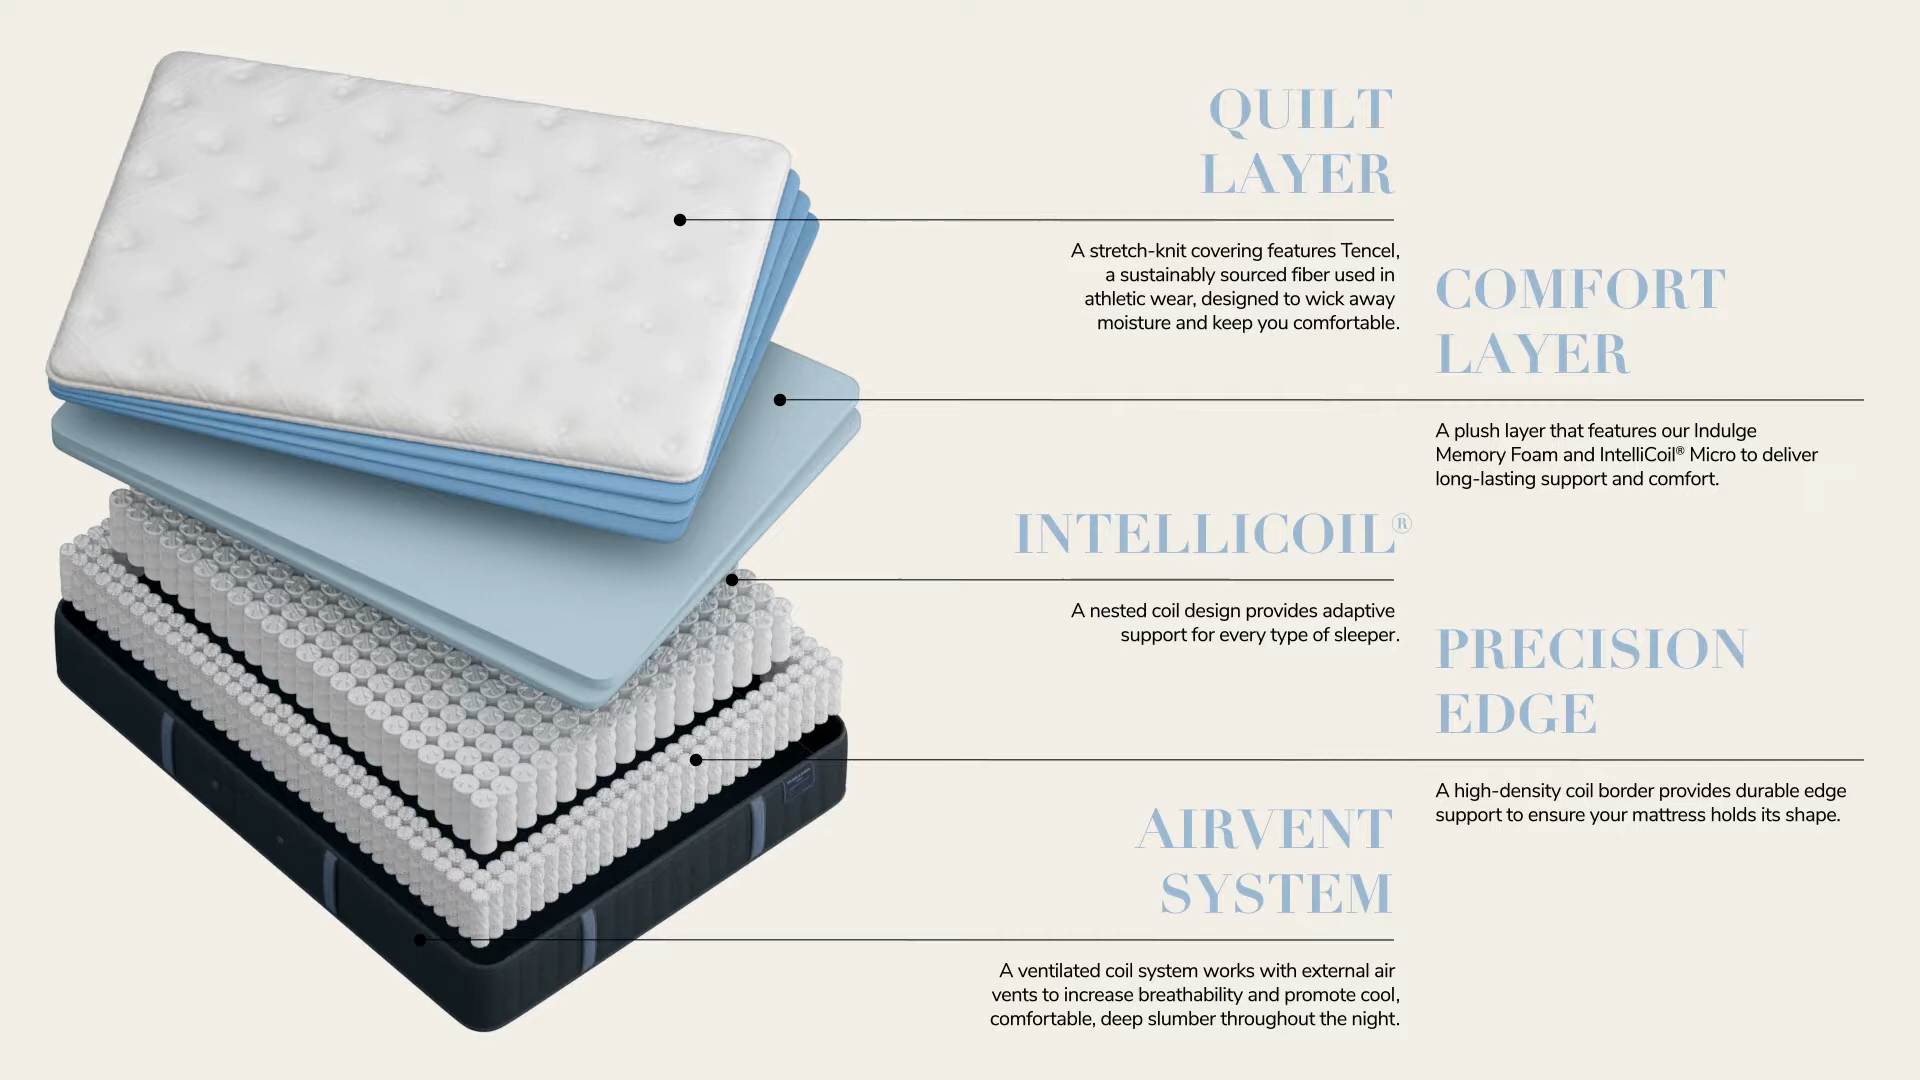 QUILT
LAYER
A stretch-knit covering features Tencel,
a sustainably sourced fiber used in
athletic wear, designed to wick away
moisture and keep you comfortable.
COMFORT
LAYER
A plush layer that features our Indulge
Memory Foam and IntelliCoil® Micro to deliver
long-lasting support and comfort.
INTELLICOIL®
A nested coil design provides adaptive
support for every type of sleeper.
PRECISION
EDGE
A high-density coil border provides durable edge
support to ensure your mattress holds its shape.
AIRVENT
SYSTEM
A ventilated coil system works with external air
vents to increase breathability and promote cool,
comfortable, deep slumber throughout the night.